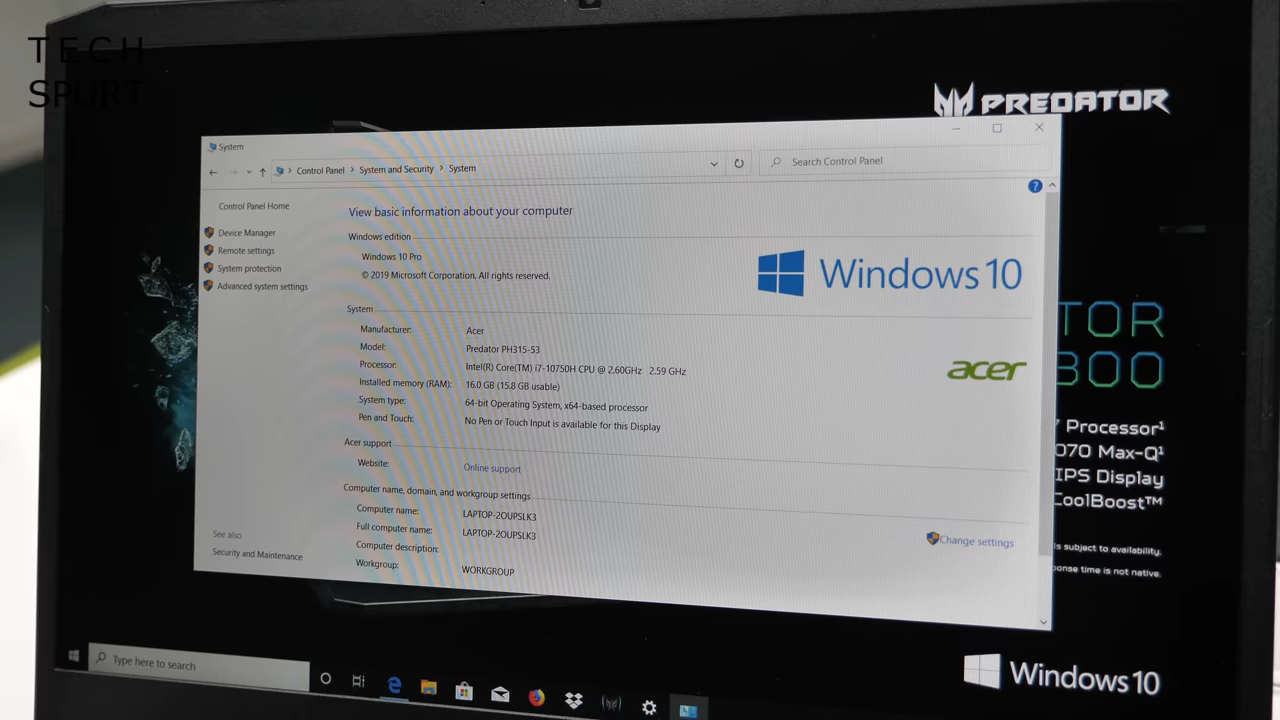 TECH
SPURT
PREDATOR
System
Control Panel > System and Security > System
Search Control Panel
?
Control Panel Home
Device Manager
Remote settings
System protection
Advanced system settings
View basic information about your computer
Windows edition
Windows 10 Pro
© 2019 Microsoft Corporation. All rights reserved.
Windows 10
System
Manufacturer: Acer
Model: Predator PH315-53
Processor: Intel(R) Core(TM) i7-10750H CPU @ 2.60GHz 2.59 GHz
Installed memory (RAM): 16.0 GB (15.8 GB usable)
System type: 64-bit Operating System, x64-based processor
Pen and Touch: No Pen or Touch Input is available for this Display
acer
Acer support
Website: Online support
Computer name, domain, and workgroup settings
Computer name: LAPTOP-2OUPSLK3
Full computer name: LAPTOP-2OUPSLK3
Computer description:
Workgroup: WORKGROUP
Change settings
See also
Security and Maintenance
TOR
300
7 Processor¹
070 Max-Q¹
IPS Display
CoolBoost™
ls subject to availability.
ponse time is not native.
Type here to search
Windows 10